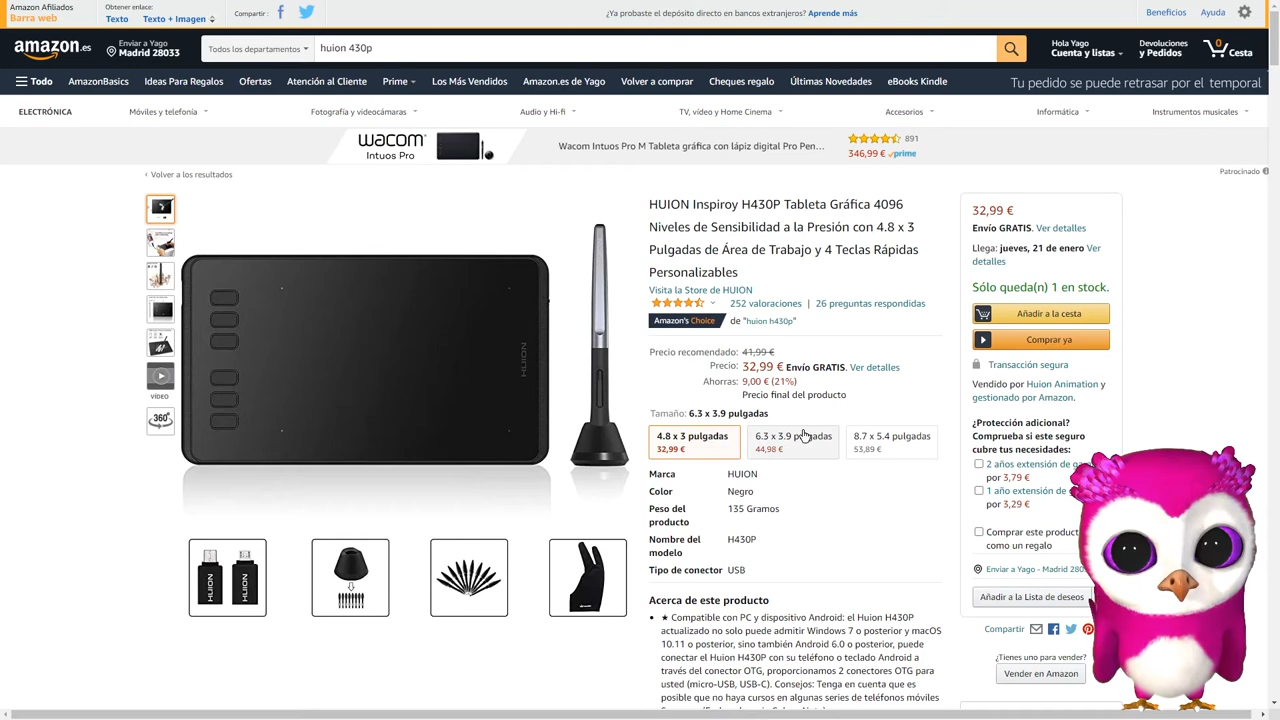 Amazon Afiliados
Barra web
Obtener enlace:
Texto Texto + Imagen
Compartir :
¿Ya probaste el depósito directo en bancos extranjeros? Aprende más
Beneficios Ayuda
amazon.es
Enviar a Yago
Madrid 28033
Todos los departamentos
huion 430p
Hola Yago
Cuenta y listas
Devoluciones
y Pedidos
0
Cesta
Todo AmazonBasics Ideas Para Regalos Ofertas Atención al Cliente Prime Los Más Vendidos Amazon.es de Yago Volver a comprar Cheques regalo Últimas Novedades eBooks Kindle
Tu pedido se puede retrasar por el temporal
ELECTRÓNICA Móviles y telefonía Fotografía y videocámaras Audio y Hi-fi TV, vídeo y Home Cinema Accesorios Informática Instrumentos musicales
wacom
Intuos Pro
Wacom Intuos Pro M Tableta gráfica con lápiz digital Pro Pen...
891
346,99 € prime
Patrocinado
‹ Volver a los resultados
HUION Inspiroy H430P Tableta Gráfica 4096
Niveles de Sensibilidad a la Presión con 4.8 x 3
Pulgadas de Área de Trabajo y 4 Teclas Rápidas
Personalizables
Visita la Store de HUION
252 valoraciones | 26 preguntas respondidas
Amazon's Choice de "huion h430p"
Precio recomendado: 41,99 €
Precio: 32,99 € Envío GRATIS. Ver detalles
Ahorras: 9,00 € (21%)
Precio final del producto
Tamaño: 6.3 x 3.9 pulgadas
4.8 x 3 pulgadas
32,99 €
6.3 x 3.9 pulgadas
44,98 €
8.7 x 5.4 pulgadas
53,89 €
Marca HUION
Color Negro
Peso del
producto
135 Gramos
Nombre del
modelo
H430P
Tipo de conector USB
Acerca de este producto
★ Compatible con PC y dispositivo Android: el Huion H430P
actualizado no solo puede admitir Windows 7 o posterior y macOS
10.11 o posterior, sino también Android 6.0 o posterior, puede
conectar el Huion H430P con su teléfono o teclado Android a
través del conector OTG, proporcionamos 2 conectores OTG para
usted (micro-USB, USB-C). Consejos: Tenga en cuenta que es
posible que no haya cursos en algunas series de teléfonos móviles
VÍDEO
360°
HUION
HUION
HUION
32,99 €
Envío GRATIS. Ver detalles
Llega: jueves, 21 de enero Ver
detalles
Sólo queda(n) 1 en stock.
Añadir a la cesta
Comprar ya
Transacción segura
Vendido por Huion Animation y
gestionado por Amazon.
¿Protección adicional?
Comprueba si este seguro
cubre tus necesidades:
2 años extensión de
por 3,79 €
1 año extensión de
por 3,29 €
Comprar este
como un regalo
Enviar a Yago - Madrid
Añadir a la Lista de deseos
Compartir
¿Tienes uno para vender?
Vender en Amazon